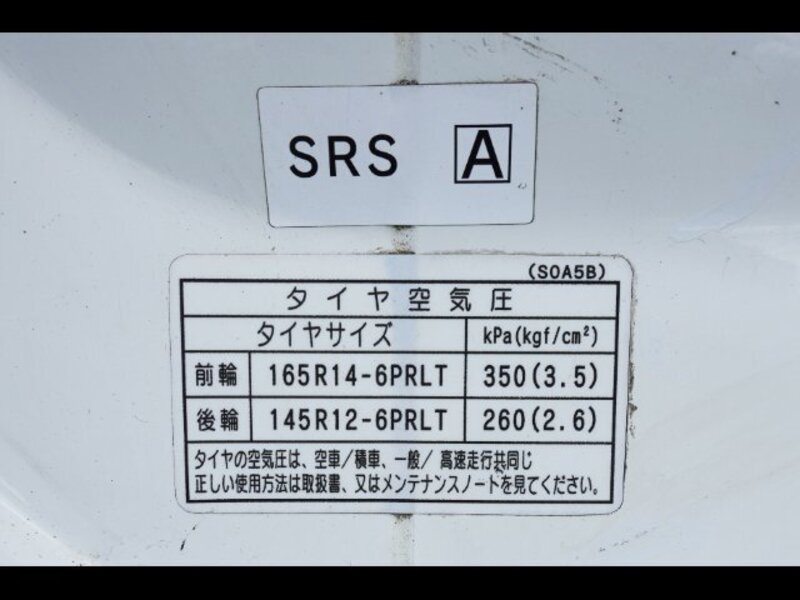 SRS A
(S0A5B)
タイヤ空気圧
タイヤサイズ kPa(kgf/cm²)
前輪 165R14-6PRLT 350(3.5)
後輪 145R12-6PRLT 260(2.6)
タイヤの空気圧は、空車/積車、一般/高速走行共同じ
正しい使用方法は取扱書、又はメンテナンスノートを見てください。